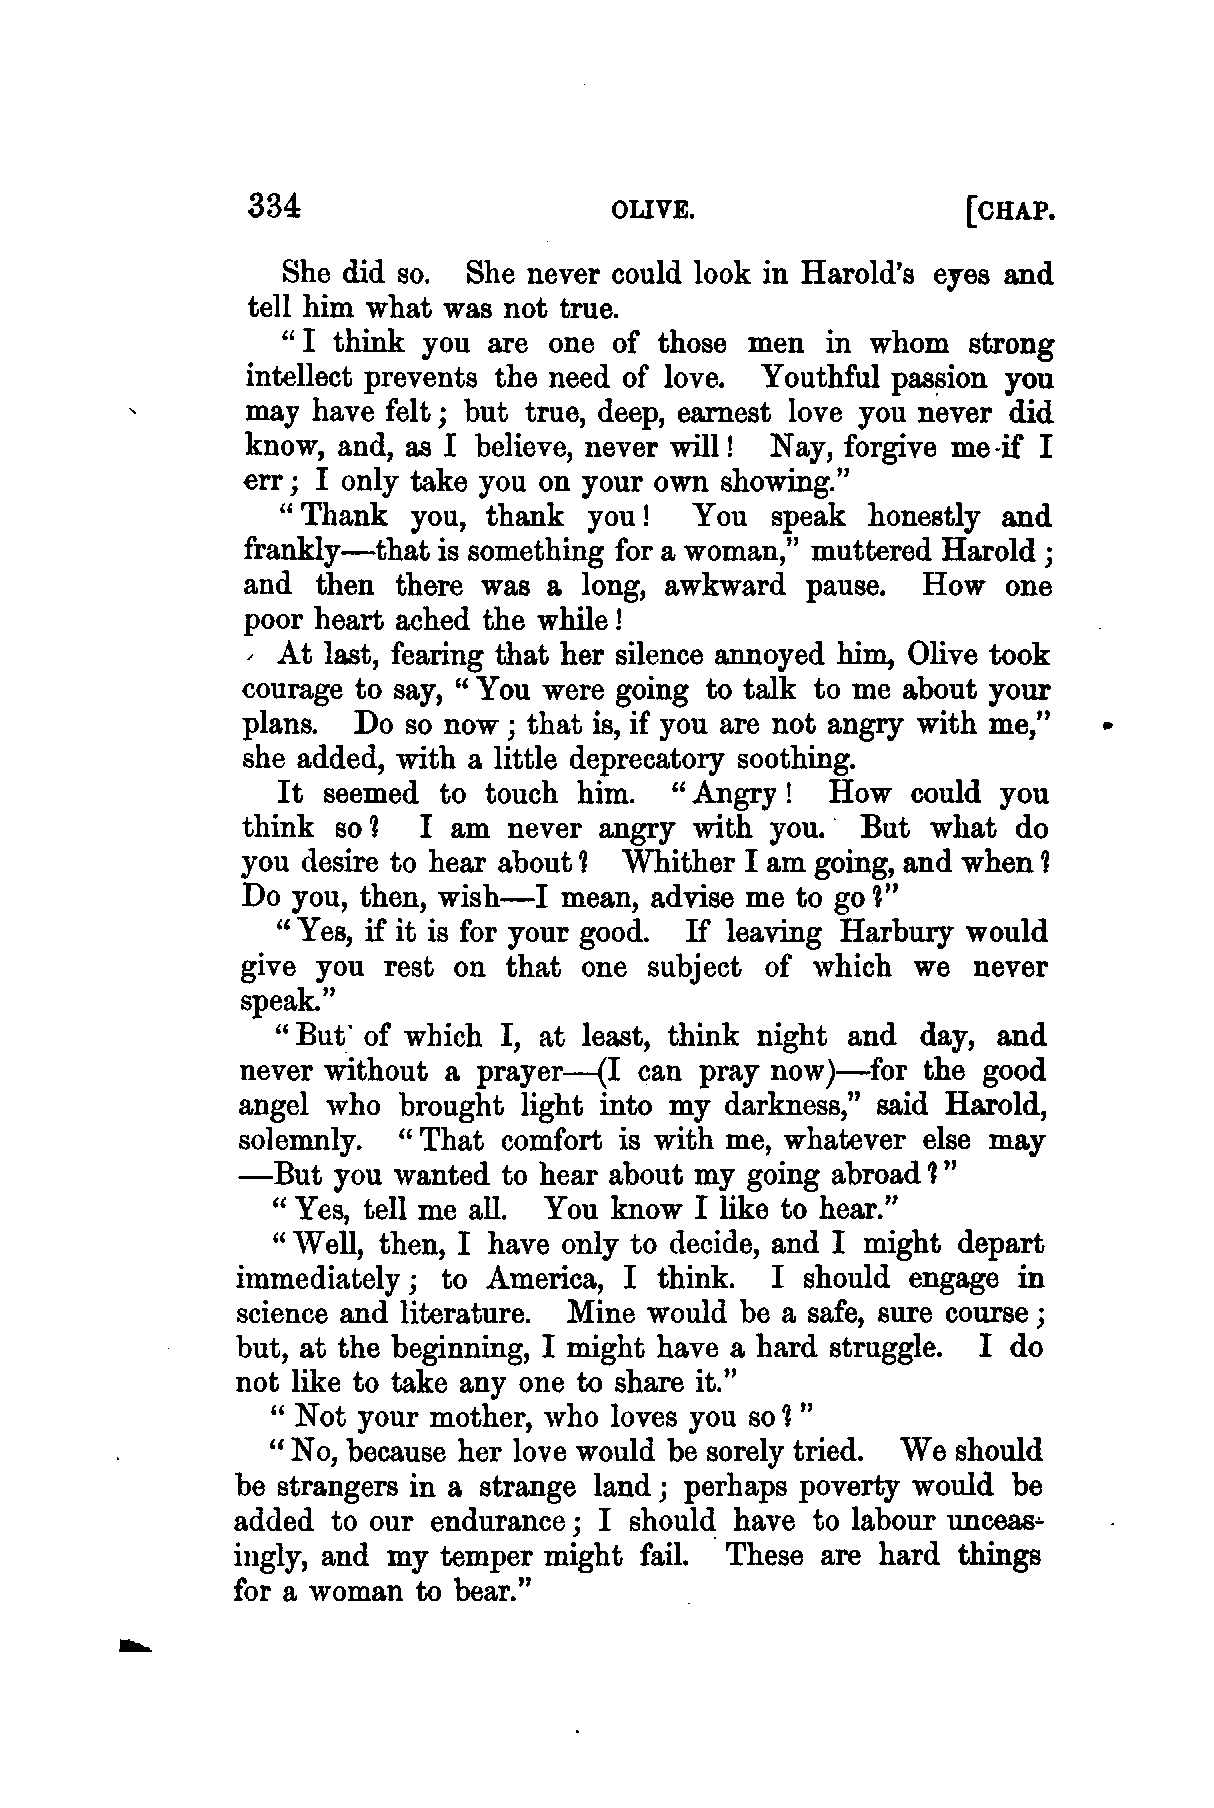 334 OLIVE. [CHAP.
She did so. She never could look in Harold's eyes and
tell him what was not true.
“I think you are one of those men in whom strong
intellect prevents the need of love. Youthful passion you
may have felt; but true, deep, earnest love you never did
know, and, as I believe, never will! Nay, forgive me if I
err; I only take you on your own showing.”
“Thank you, thank you! You speak honestly and
frankly—that is something for a woman,” muttered Harold;
and then there was a long, awkward pause. How one
poor heart ached the while!
At last, fearing that her silence annoyed him, Olive took
courage to say, “You were going to talk to me about your
plans. Do so now; that is, if you are not angry with me,”
she added, with a little deprecatory soothing.
It seemed to touch him. “Angry! How could you
think so? I am never angry with you. But what do
you desire to hear about? Whither I am going, and when?
Do you, then, wish—I mean, advise me to go?”
“Yes, if it is for your good. If leaving Harbury would
give you rest on that one subject of which we never
speak.”
“But of which I, at least, think night and day, and
never without a prayer—(I can pray now)—for the good
angel who brought light into my darkness,” said Harold,
solemnly. “That comfort is with me, whatever else may
—But you wanted to hear about my going abroad?”
“Yes, tell me all. You know I like to hear.”
“Well, then, I have only to decide, and I might depart
immediately; to America, I think. I should engage in
science and literature. Mine would be a safe, sure course;
but, at the beginning, I might have a hard struggle. I do
not like to take any one to share it.”
“Not your mother, who loves you so?”
“No, because her love would be sorely tried. We should
be strangers in a strange land; perhaps poverty would be
added to our endurance; I should have to labour unceas-
ingly, and my temper might fail. These are hard things
for a woman to bear.”